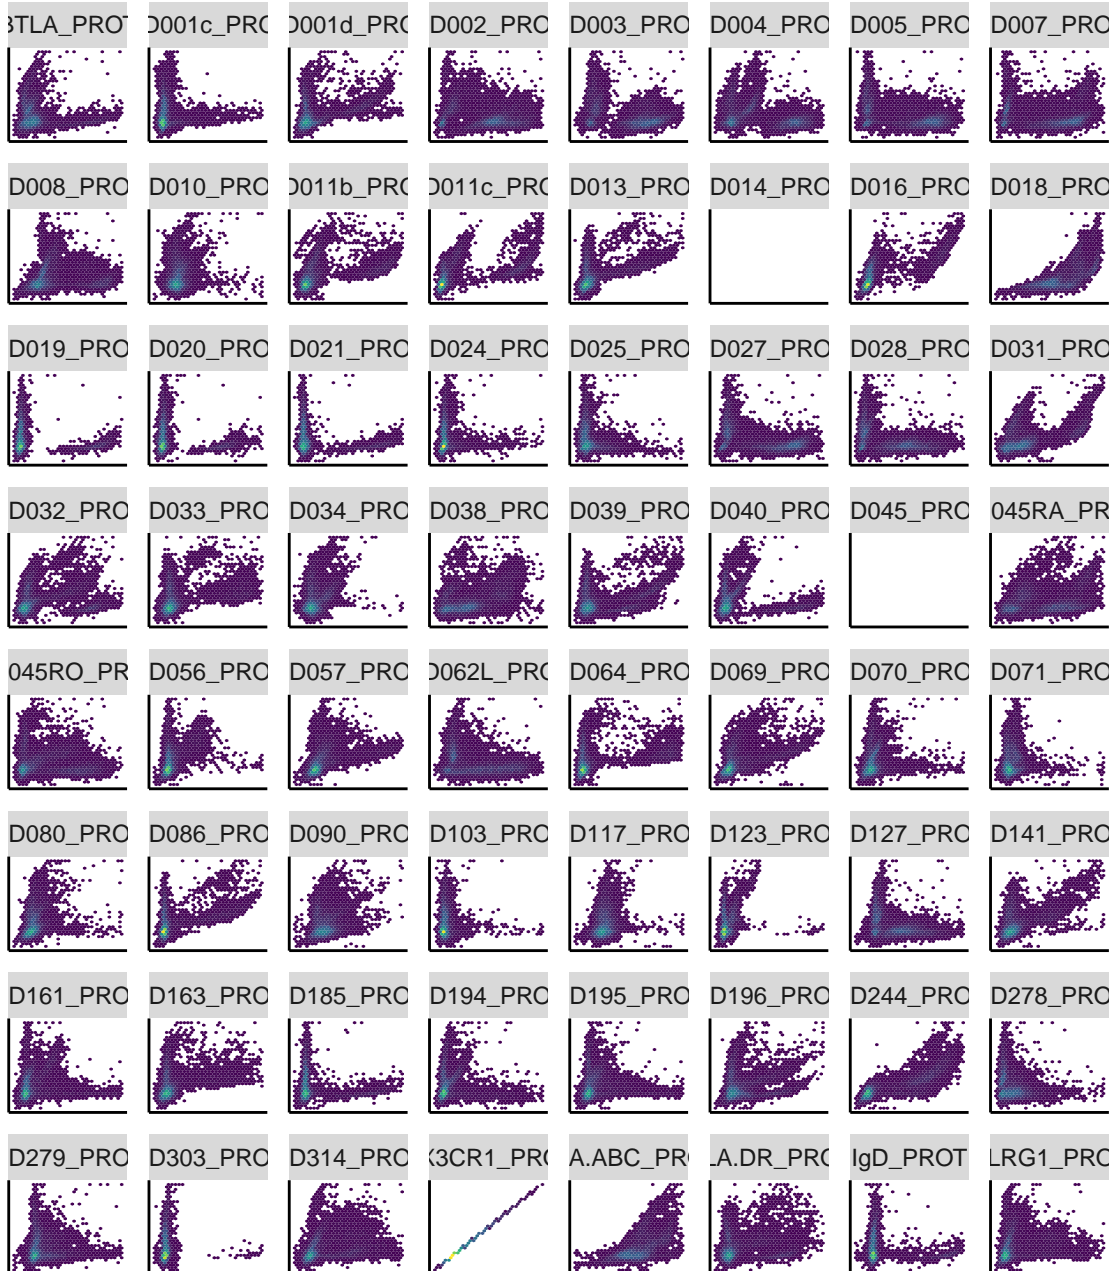 BTLA_PROT D001c_PRO D001d_PRO D002_PRO D003_PRO D004_PRO D005_PRO D007_PRO
D008_PRO D010_PRO D011b_PRO D011c_PRO D013_PRO D014_PRO D016_PRO D018_PRO
D019_PRO D020_PRO D021_PRO D024_PRO D025_PRO D027_PRO D028_PRO D031_PRO
D032_PRO D033_PRO D034_PRO D038_PRO D039_PRO D040_PRO D045_PRO 045RA_PR
045RO_PR D056_PRO D057_PRO D062L_PRO D064_PRO D069_PRO D070_PRO D071_PRO
D080_PRO D086_PRO D090_PRO D103_PRO D117_PRO D123_PRO D127_PRO D141_PRO
D161_PRO D163_PRO D185_PRO D194_PRO D195_PRO D196_PRO D244_PRO D278_PRO
D279_PRO D303_PRO D314_PRO X3CR1_PRO A.ABC_PRO LA.DR_PRO IgD_PROT LRG1_PRO